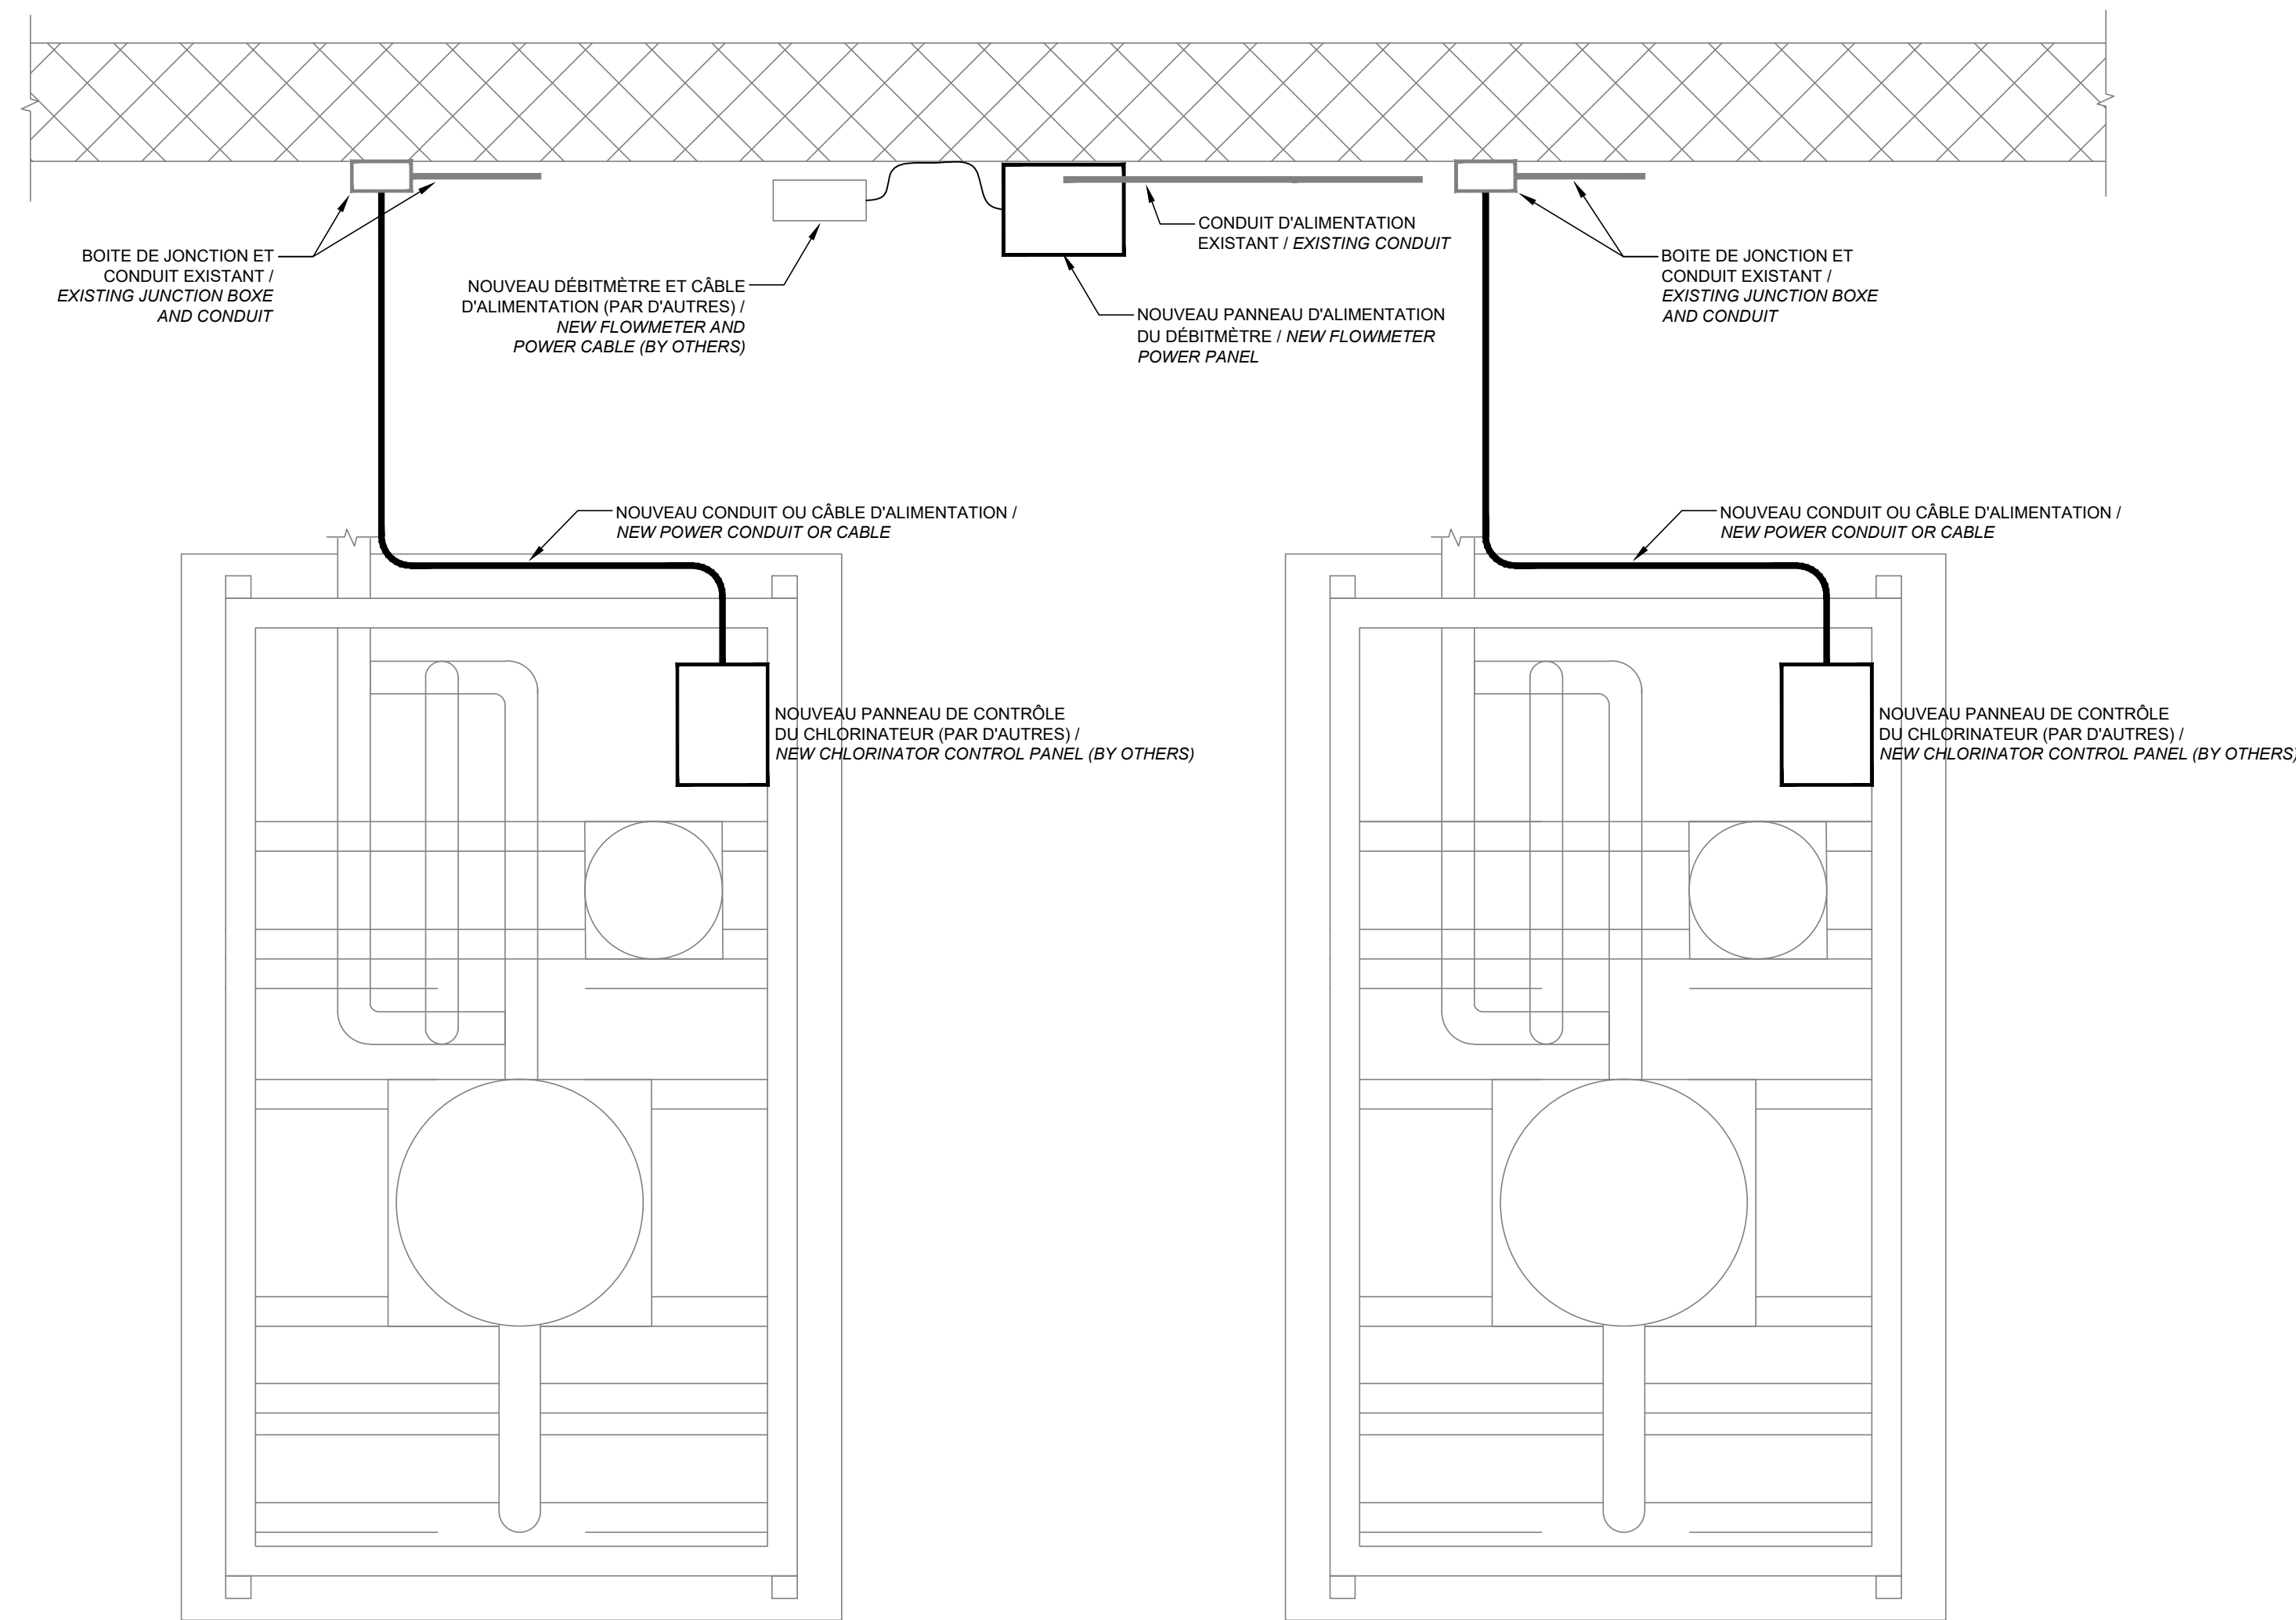 BOITE DE JONCTION ET
CONDUIT EXISTANT /
EXISTING JUNCTION BOXE
AND CONDUIT
NOUVEAU DÉBITMÈTRE ET CÂBLE
D'ALIMENTATION (PAR D'AUTRES) /
NEW FLOWMETER AND
POWER CABLE (BY OTHERS)
CONDUIT D'ALIMENTATION
EXISTANT / EXISTING CONDUIT
NOUVEAU PANNEAU D'ALIMENTATION
DU DÉBITMÈTRE / NEW FLOWMETER
POWER PANEL
BOITE DE JONCTION ET
CONDUIT EXISTANT /
EXISTING JUNCTION BOXE
AND CONDUIT
NOUVEAU CONDUIT OU CÂBLE D'ALIMENTATION /
NEW POWER CONDUIT OR CABLE
NOUVEAU CONDUIT OU CÂBLE D'ALIMENTATION /
NEW POWER CONDUIT OR CABLE
NOUVEAU PANNEAU DE CONTRÔLE
DU CHLORINATEUR (PAR D'AUTRES) /
NEW CHLORINATOR CONTROL PANEL (BY OTHERS)
NOUVEAU PANNEAU DE CONTRÔLE
DU CHLORINATEUR (PAR D'AUTRES) /
NEW CHLORINATOR CONTROL PANEL (BY OTHERS)